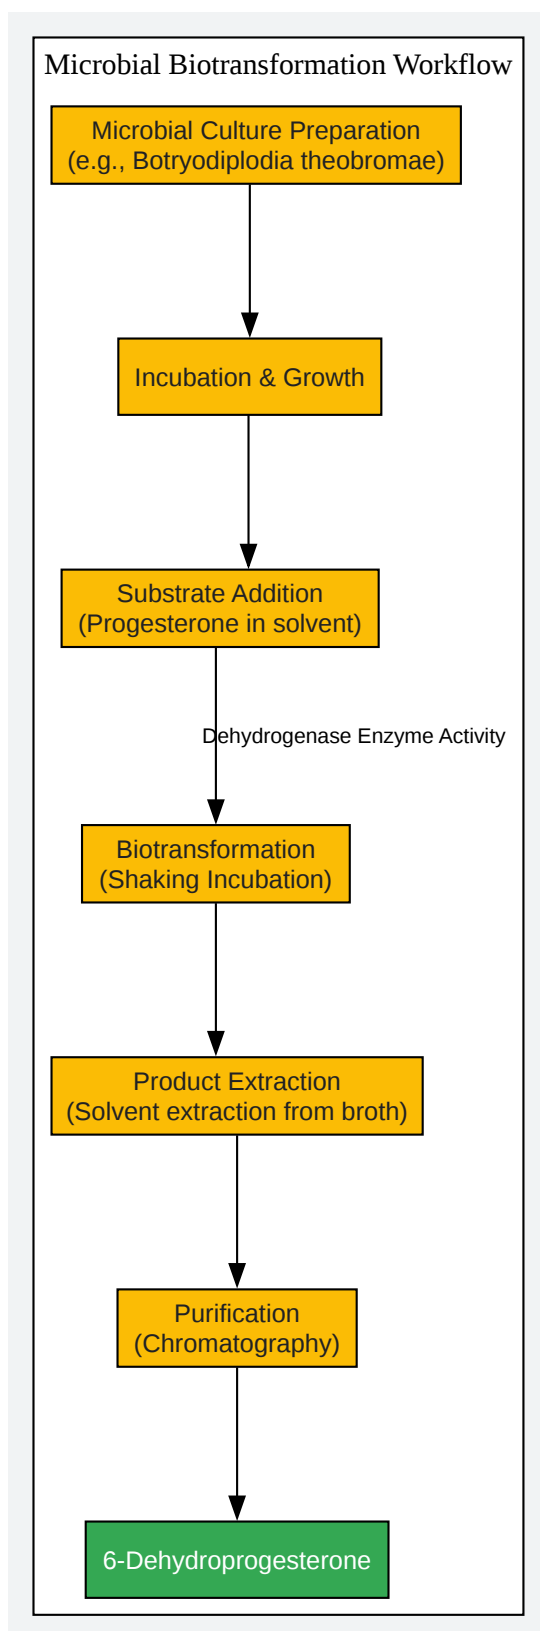 Microbial Biotransformation Workflow
Microbial Culture Preparation
(e.g., Botryodiplodia theobromae)
Incubation & Growth
Substrate Addition
(Progesterone in solvent)
Dehydrogenase Enzyme Activity
Biotransformation
(Shaking Incubation)
Product Extraction
(Solvent extraction from broth)
Purification
(Chromatography)
6-Dehydroprogesterone